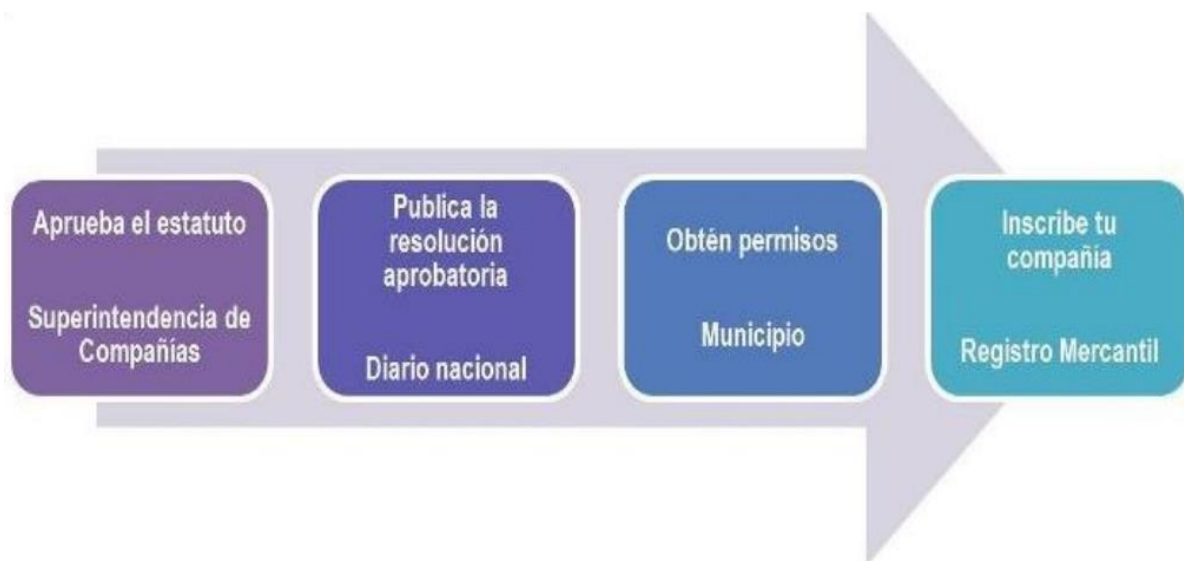 Aprueba el estatuto
Superintendencia de
Compañías
Publica la
resolución
aprobatoria
Diario nacional
Obtén permisos
Municipio
Inscribe tu
compañía
Registro Mercantil